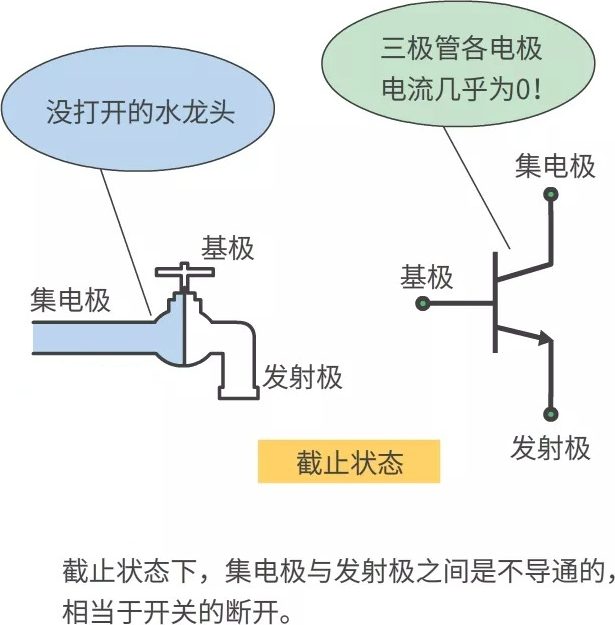 没打开的水龙头
三极管各电极
电流几乎为0！
集电极
基极
集电极
基极
发射极
发射极
截止状态
截止状态下，集电极与发射极之间是不导通的，
相当于开关的断开。